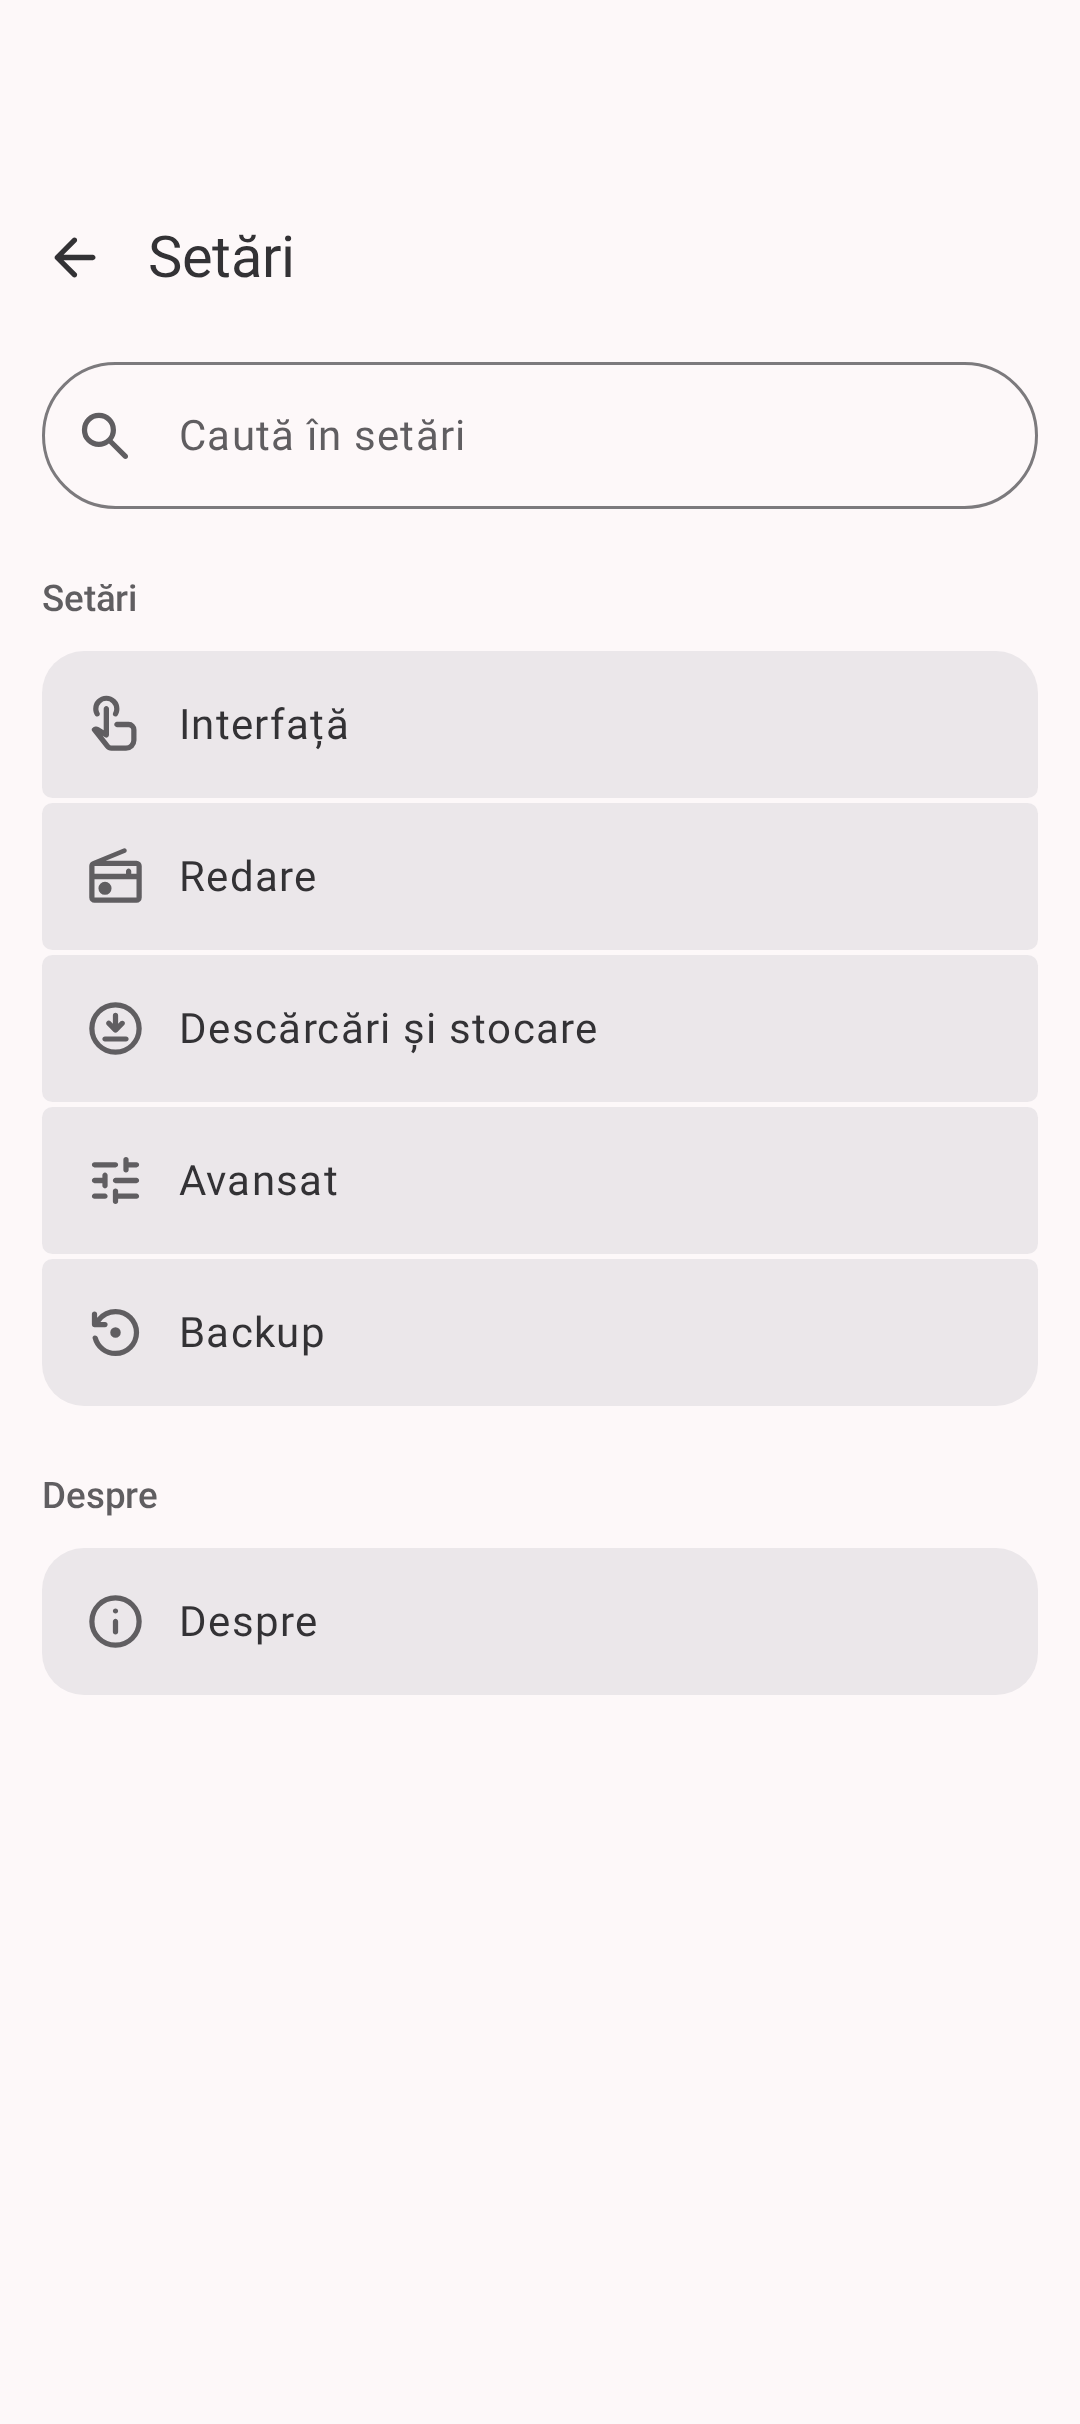 Setări
Caută în setări
Setări
Interfață
Redare
Descărcări și stocare
Avansat
Backup
Despre
Despre